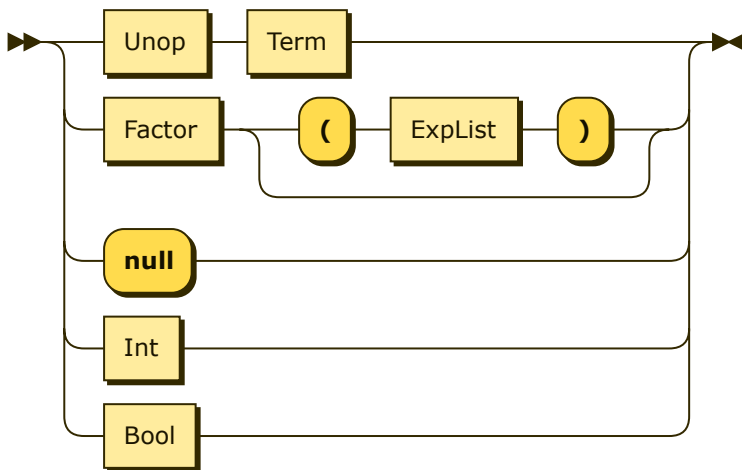 Unop Term
Factor ( ExpList )
null
Int
Bool